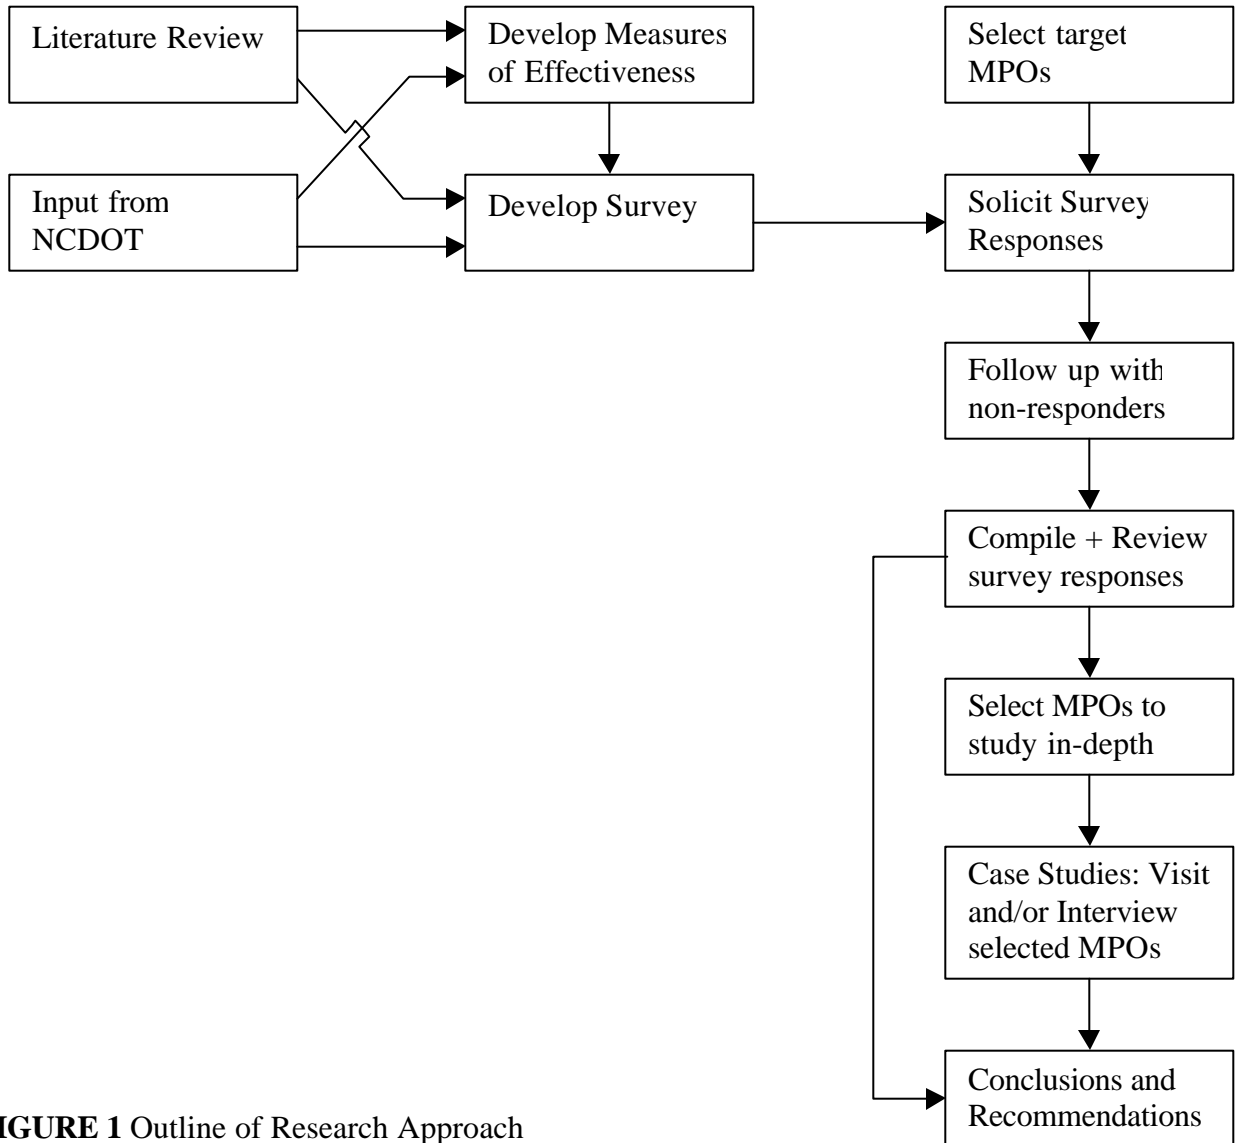 Literature Review
Develop Measures
of Effectiveness
Select target
MPOs
Input from
NCDOT
Develop Survey
Solicit Survey
Responses
Follow up with
non-responders
Compile + Review
survey responses
Select MPOs to
study in-depth
Case Studies: Visit
and/or Interview
selected MPOs
Conclusions and
Recommendations
IGURE 1 Outline of Research Approach